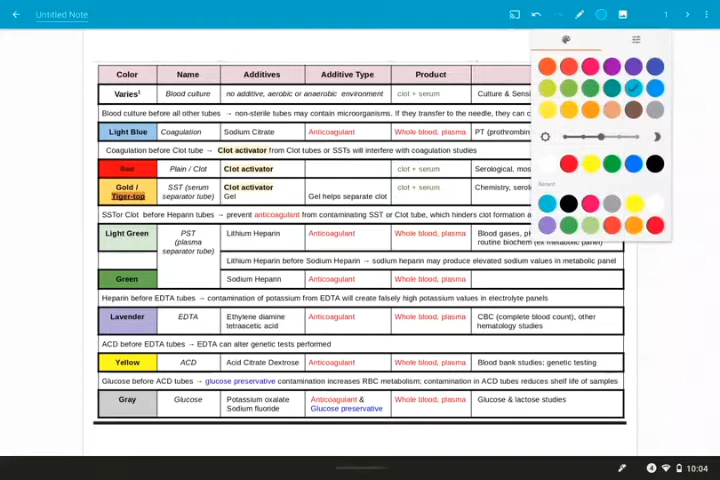 Untitled Note
1
Color Name Additives Additive Type Product
Varies¹ Blood culture no additive, aerobic or anaerobic environment clot + serum Culture & Sensi
Blood culture before all other tubes → non-sterile tubes may contain microorganisms. If they transfer to the needle, they can c
Light Blue Coagulation Sodium Citrate Anticoagulant Whole blood, plasma PT (prothrombin
Coagulation before Clot tube → Clot activator from Clot tubes or SSTs will interfere with coagulation studies
Red Plain / Clot Clot activator clot + serum Serological, mos
Gold / Tiger-top SST (serum separator tube) Clot activator Gel Gel helps separate clot clot + serum Chemistry, serol
SSTor Clot before Heparin tubes → prevent anticoagulant from contaminating SST or Clot tube, which hinders clot formation a
Light Green PST (plasma separator tube) Lithium Heparin Anticoagulant Whole blood, plasma Blood gases, pH
routine biochem (ex metabolic panel)
Lithium Heparin before Sodium Heparin → sodium heparin may produce elevated sodium values in metabolic panel
Green Sodium Heparin Anticoagulant Whole blood, plasma
Heparin before EDTA tubes → contamination of potassium from EDTA will create falsely high potassium values in electrolyte panels
Lavender EDTA Ethylene diamine tetraacetic acid Anticoagulant Whole blood, plasma CBC (complete blood count), other hematology studies
ACD before EDTA tubes → EDTA can alter genetic tests performed
Yellow ACD Acid Citrate Dextrose Anticoagulant Whole blood, plasma Blood bank studies; genetic testing
Glucose before ACD tubes → glucose preservative contamination increases RBC metabolism; contamination in ACD tubes reduces shelf life of samples
Gray Glucose Potassium oxalate Sodium fluoride Anticoagulant & Glucose preservative Whole blood, plasma Glucose & lactose studies
Recent
4 10:04